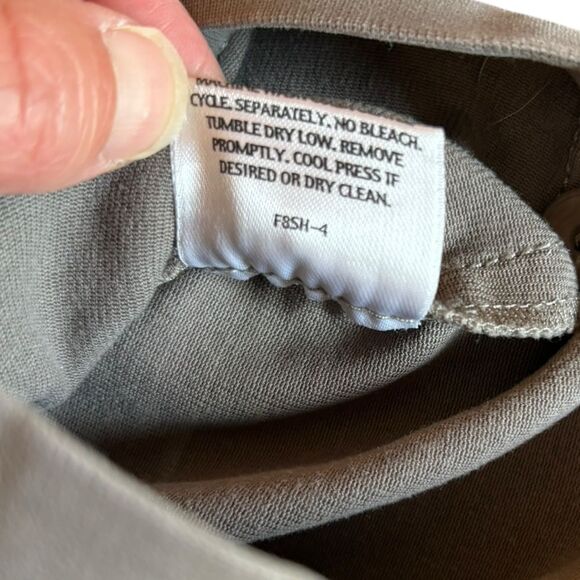 CYCLE. SEPARATELY. NO BLEACH.
TUMBLE DRY LOW. REMOVE
PROMPTLY. COOL PRESS IF
DESIRED OR DRY CLEAN.
F8SH-4